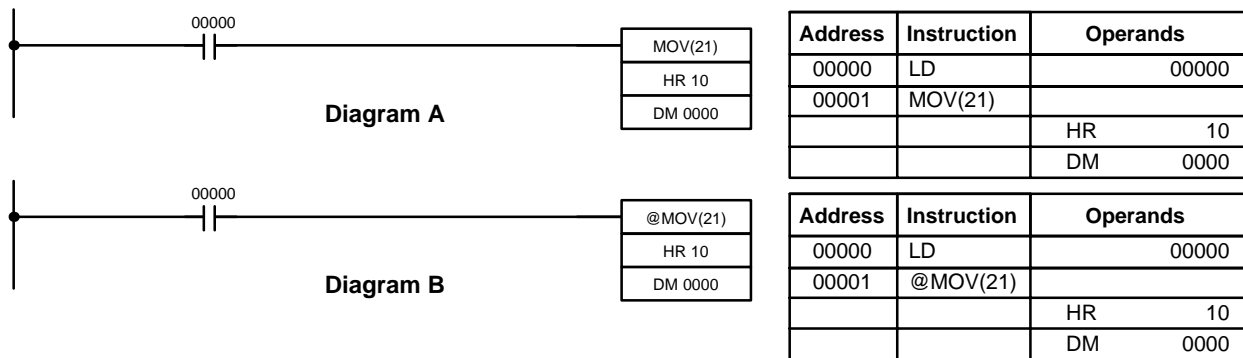 00000
MOV(21)
HR 10
DM 0000
Diagram A
Address Instruction Operands
00000 LD 00000
00001 MOV(21)
HR 10
DM 0000
00000
@MOV(21)
HR 10
DM 0000
Diagram B
Address Instruction Operands
00000 LD 00000
00001 @MOV(21)
HR 10
DM 0000